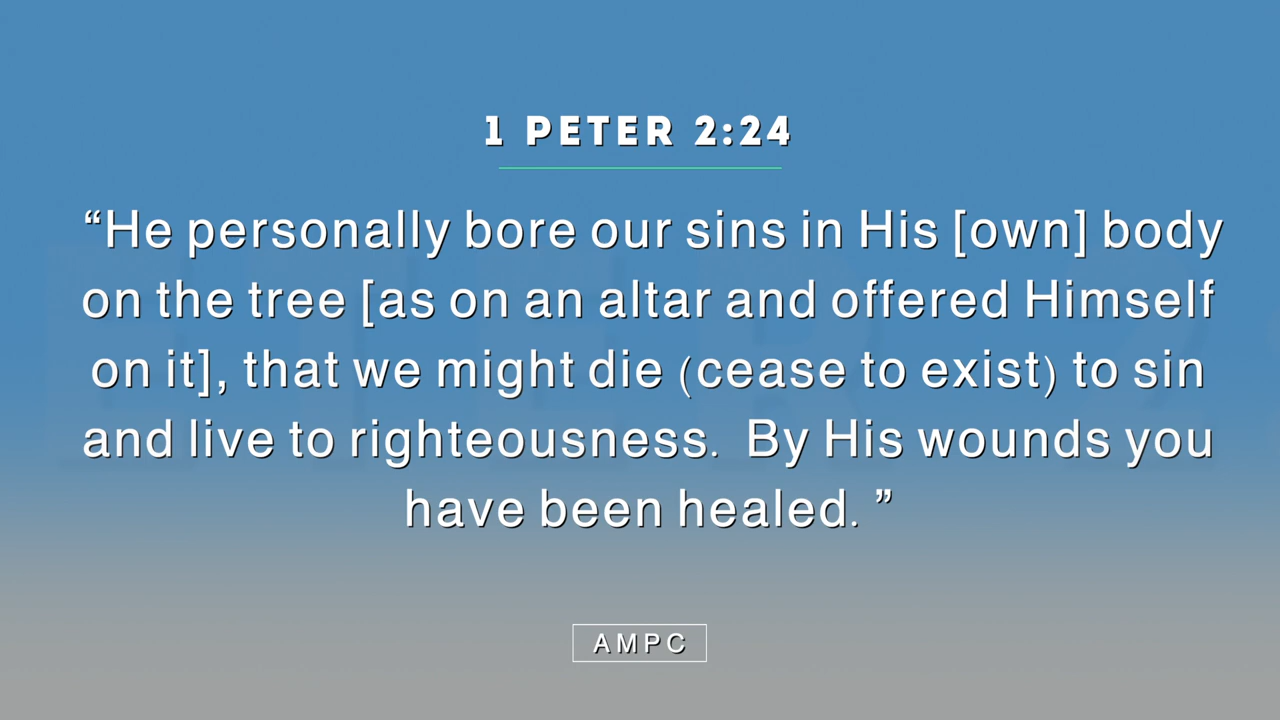 1 PETER 2:24
“He personally bore our sins in His [own] body
on the tree [as on an altar and offered Himself
on it], that we might die (cease to exist) to sin
and live to righteousness.  By His wounds you
have been healed. ”
AMPC